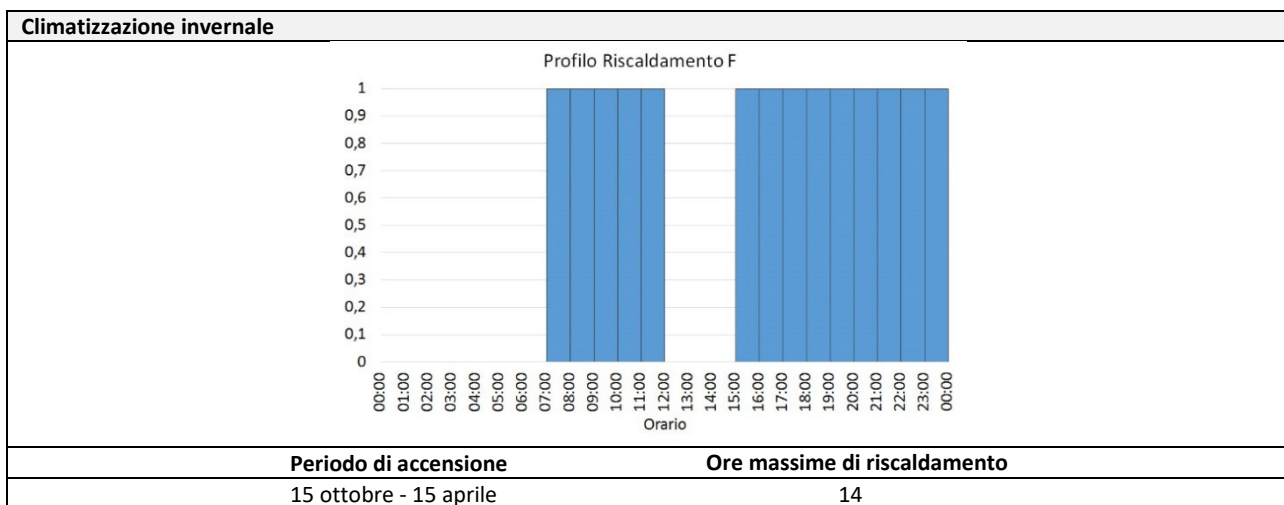 Climatizzazione invernale
Profilo Riscaldamento F
1
0,9
0,8
0,7
0,6
0,5
0,4
0,3
0,2
0,1
0
00:00 01:00 02:00 03:00 04:00 05:00 06:00 07:00 08:00 09:00 10:00 11:00 12:00 13:00 14:00 15:00 16:00 17:00 18:00 19:00 20:00 21:00 22:00 23:00 00:00
Orario
Periodo di accensione Ore massime di riscaldamento
15 ottobre - 15 aprile 14